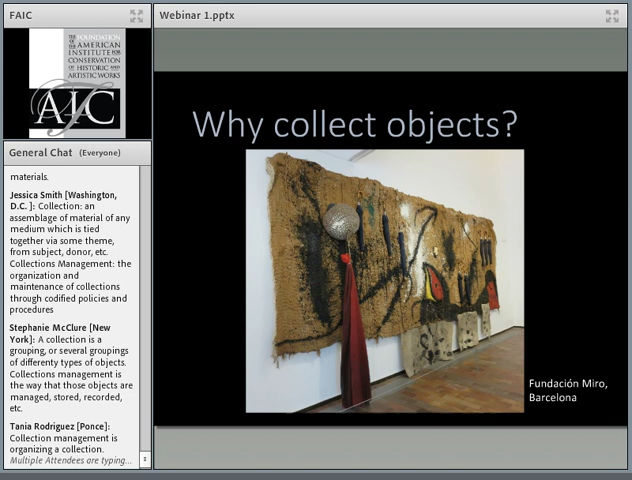 FAIC
THE FOUNDATION
OF THE AMERICAN
INSTITUTE FOR
CONSERVATION
OF HISTORIC AND
ARTISTIC WORKS
AIC
General Chat (Everyone)
materials.
Jessica Smith [Washington,
D.C. ]: Collection: an
assemblage of material of any
medium which is tied
together via some theme,
from subject, donor, etc.
Collections Management: the
organization and
maintenance of collections
through codified policies and
procedures
Stephanie McClure [New
York]: A collection is a
grouping, or several groupings
of differenty types of objects.
Collections management is
the way that those objects are
managed, stored, recorded,
etc.
Tania Rodriguez [Ponce]:
Collection management is
organizing a collection.
Multiple Attendees are typing...
Webinar 1.pptx
Why collect objects?
Fundación Miro,
Barcelona